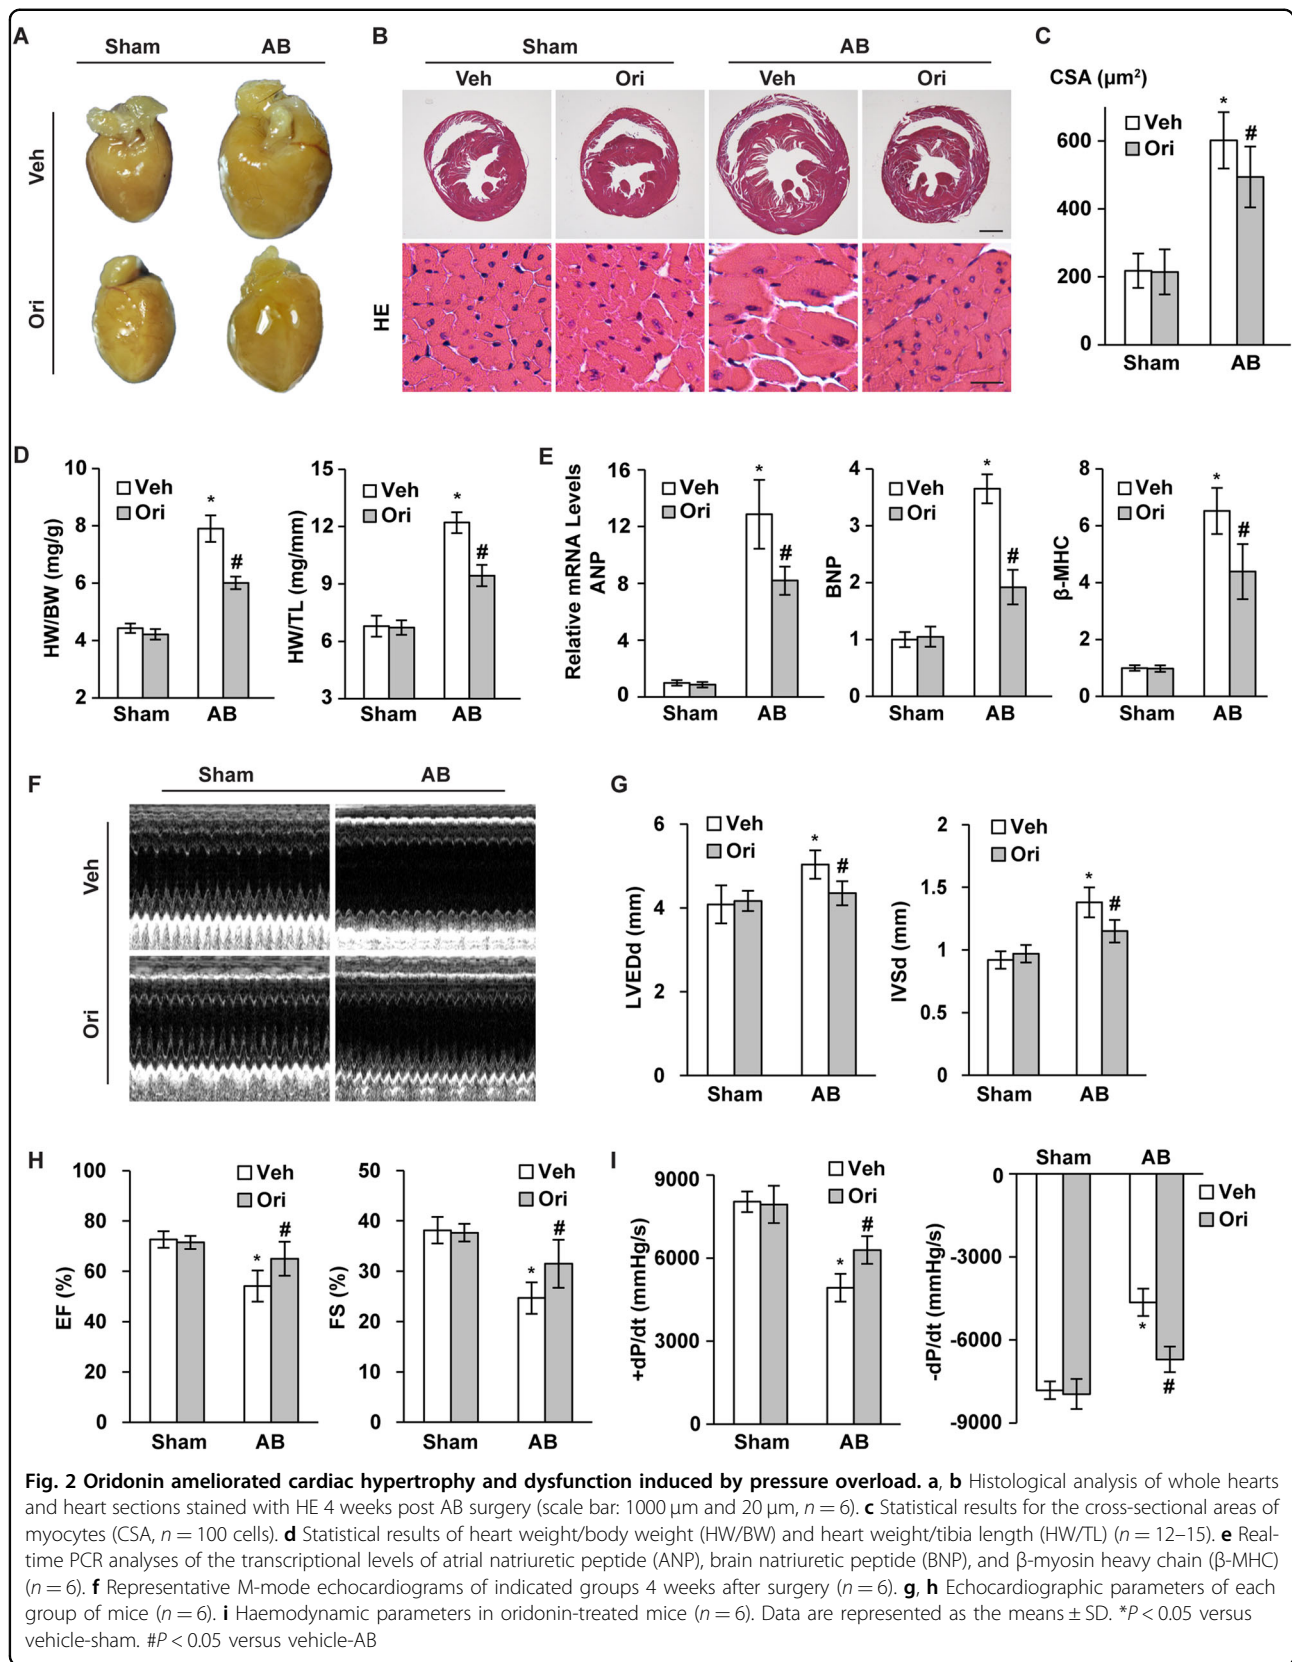 A
Sham AB
Veh
Ori
B
Sham AB
Veh Ori Veh Ori
HE
C
CSA (µm²)
Veh
Ori
*
#
600
400
200
0
Sham AB
D
HW/BW (mg/g)
10
8
6
4
2
Veh
Ori
*
#
Sham AB
HW/TL (mg/mm)
15
12
9
6
3
Veh
Ori
*
#
Sham AB
E
Relative mRNA Levels
ANP
16
12
8
4
0
Veh
Ori
*
#
Sham AB
BNP
4
3
2
1
0
Veh
Ori
*
#
Sham AB
β-MHC
8
6
4
2
0
Veh
Ori
*
#
Sham AB
F
Sham AB
Veh
Ori
G
LVEDd (mm)
6
4
2
0
Veh
Ori
*
#
Sham AB
IVSd (mm)
2
1.5
1
0.5
0
Veh
Ori
*
#
Sham AB
H
EF (%)
100
80
60
40
20
0
Veh
Ori
*
#
Sham AB
FS (%)
50
40
30
20
10
0
Veh
Ori
*
#
Sham AB
I
+dP/dt (mmHg/s)
9000
6000
3000
0
Veh
Ori
*
#
Sham AB
-dP/dt (mmHg/s)
Sham AB
0
-3000
-6000
-9000
Veh
Ori
*
#
Fig. 2 Oridonin ameliorated cardiac hypertrophy and dysfunction induced by pressure overload. a, b Histological analysis of whole hearts
and heart sections stained with HE 4 weeks post AB surgery (scale bar: 1000 µm and 20 µm, n = 6). c Statistical results for the cross-sectional areas of
myocytes (CSA, n = 100 cells). d Statistical results of heart weight/body weight (HW/BW) and heart weight/tibia length (HW/TL) (n = 12–15). e Real-
time PCR analyses of the transcriptional levels of atrial natriuretic peptide (ANP), brain natriuretic peptide (BNP), and β-myosin heavy chain (β-MHC)
(n = 6). f Representative M-mode echocardiograms of indicated groups 4 weeks after surgery (n = 6). g, h Echocardiographic parameters of each
group of mice (n = 6). i Haemodynamic parameters in oridonin-treated mice (n = 6). Data are represented as the means ± SD. *P < 0.05 versus
vehicle-sham. #P < 0.05 versus vehicle-AB